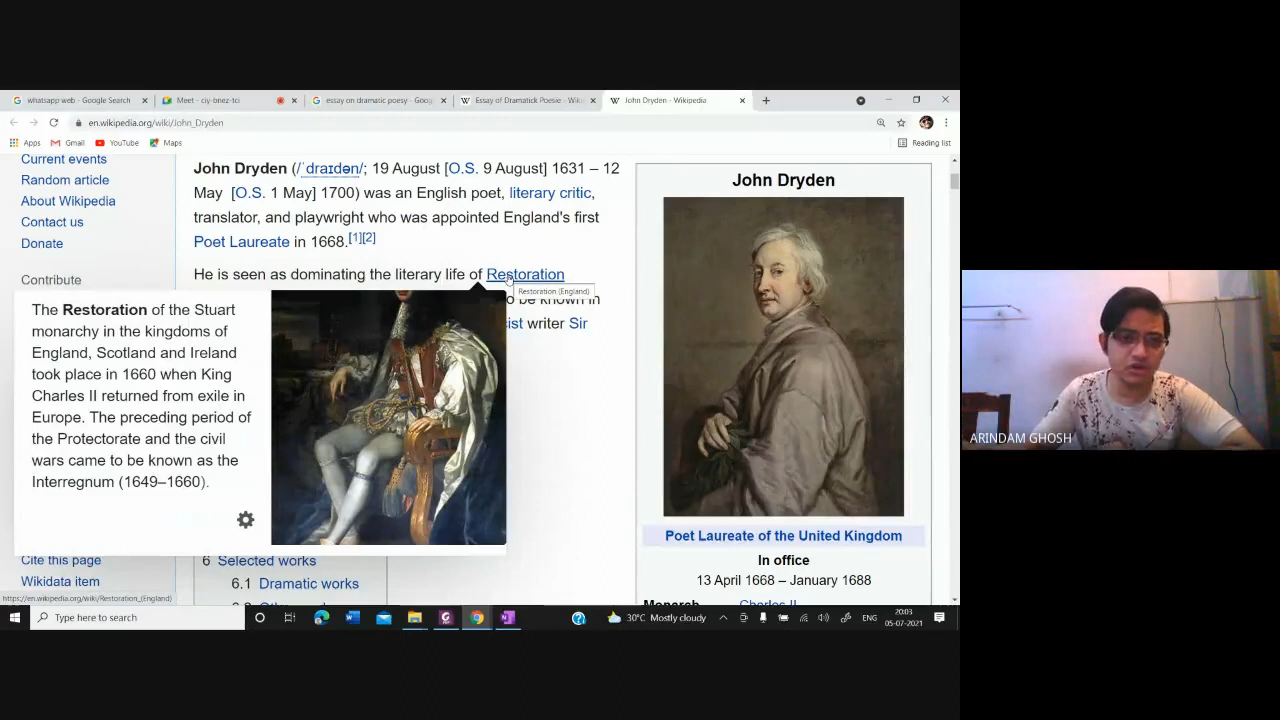 whatsapp web - Google Search
Meet - ciy-bnez-tci
essay on dramatic poesy - Goog
Essay of Dramatick Poesie - Wiki
John Dryden - Wikipedia
en.wikipedia.org/wiki/John_Dryden
Apps
Gmail
YouTube
Maps
Reading list
Current events
Random article
About Wikipedia
Contact us
Donate
Contribute
John Dryden (/ˈdraɪdən/; 19 August [O.S. 9 August] 1631 – 12
May [O.S. 1 May] 1700) was an English poet, literary critic,
translator, and playwright who was appointed England's first
Poet Laureate in 1668.[1][2]
He is seen as dominating the literary life of Restoration
Restoration (England)
o be known in
cist writer Sir
The Restoration of the Stuart
monarchy in the kingdoms of
England, Scotland and Ireland
took place in 1660 when King
Charles II returned from exile in
Europe. The preceding period of
the Protectorate and the civil
wars came to be known as the
Interregnum (1649–1660).
Cite this page
Wikidata item
6 Selected works
6.1 Dramatic works
John Dryden
Poet Laureate of the United Kingdom
In office
13 April 1668 – January 1688
Monarch Charles II
https://en.wikipedia.org/wiki/Restoration_(England)
Type here to search
30°C Mostly cloudy
ENG
20:03
05-07-2021
ARINDAM GHOSH